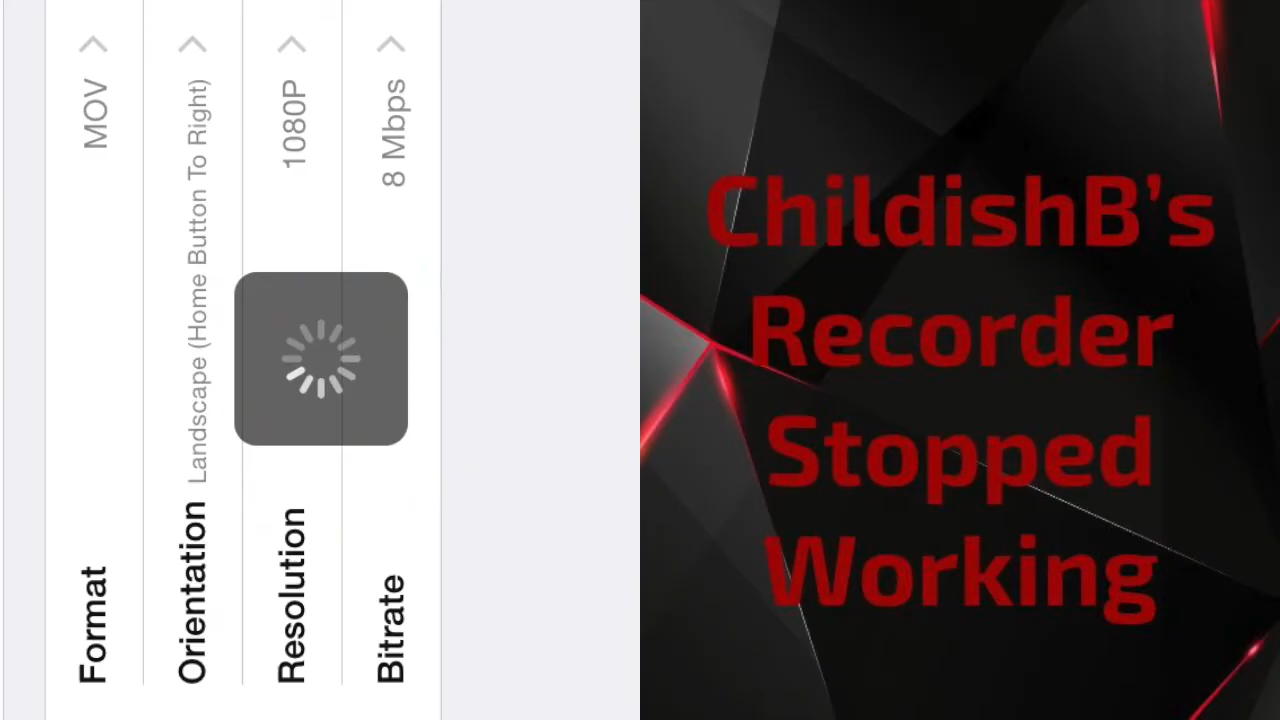 Format MOV
Orientation Landscape (Home Button To Right)
Resolution 1080P
Bitrate 8 Mbps
ChildishB’s
Recorder
Stopped
Working